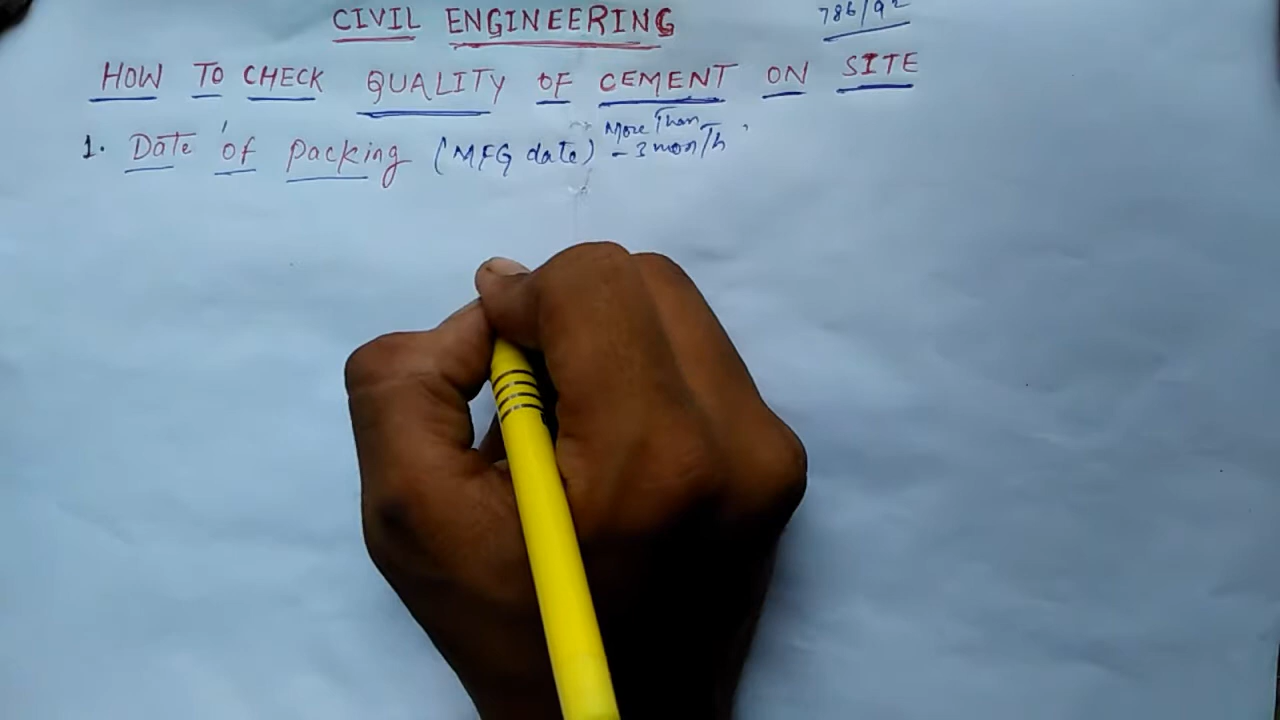 CIVIL ENGINEERING
786/92
HOW TO CHECK QUALITY OF CEMENT ON SITE
More Than
1. Date of Packing (MFG date) - 3 month